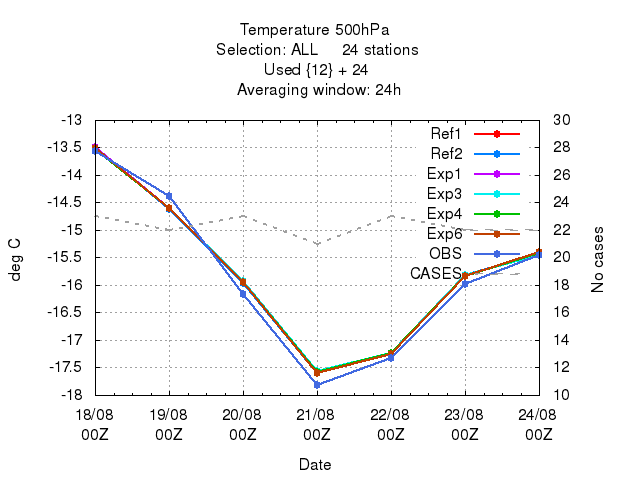 Temperature 500hPa
Selection: ALL     24 stations
Used {12} + 24
Averaging window: 24h
-13
-13.5
-14
-14.5
-15
-15.5
-16
-16.5
-17
-17.5
-18
deg C
30
28
26
24
22
20
18
16
14
12
10
No cases
Ref1
Ref2
Exp1
Exp3
Exp4
Exp6
OBS
CASES
18/08 19/08 20/08 21/08 22/08 23/08 24/08
00Z 00Z 00Z 00Z 00Z 00Z 00Z
Date